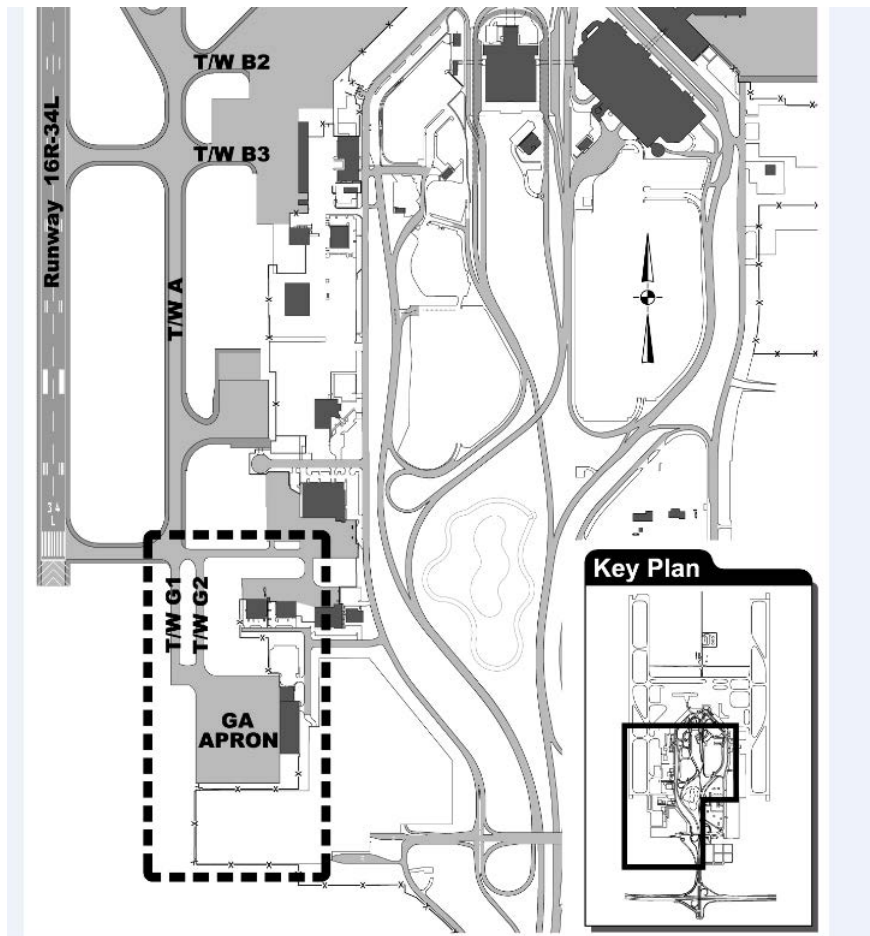 T/W B2
T/W B3
Runway 16R-34L
T/W A
34
L
T/W G1
T/W G2
GA
APRON
Key Plan